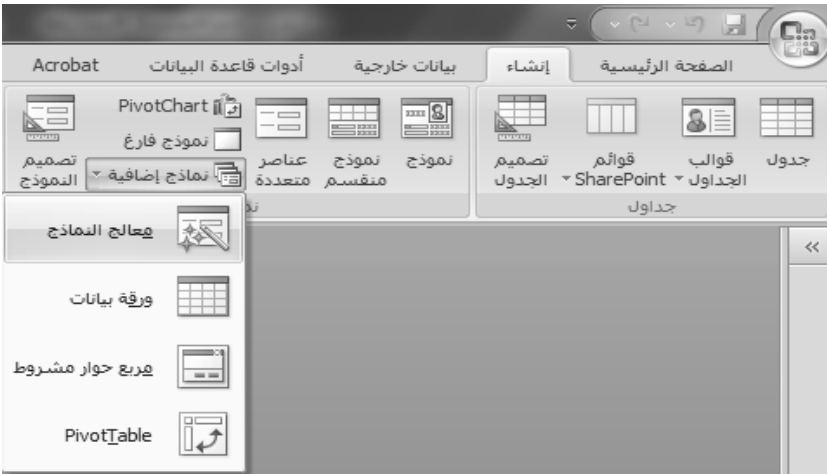 الصفحة الرئيسية
إنشاء
بيانات خارجية
أدوات قاعدة البيانات
Acrobat
جدول
قوالب الجداول
قوائم SharePoint
تصميم الجدول
جداول
نموذج
نموذج منقسم
عناصر متعددة
PivotChart
نموذج فارغ
نماذج إضافية
تصميم النموذج
معالج النماذج
ورقة بيانات
مربع حوار مشروط
PivotTable